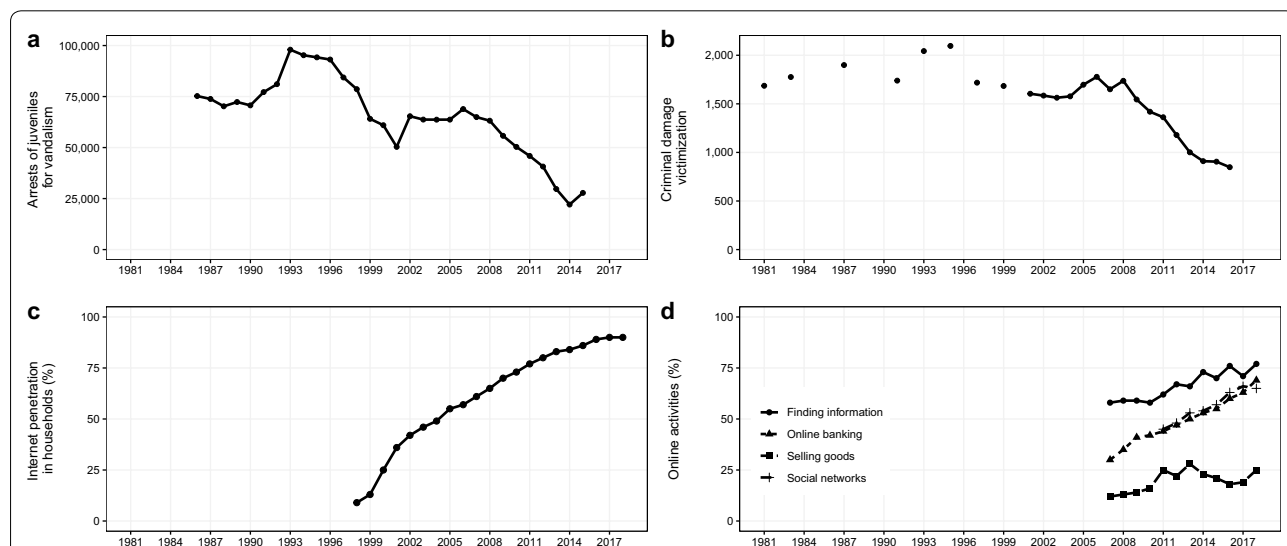 a
Arrests of juveniles
for vandalism
100,000
75,000
50,000
25,000
0
1981 1984 1987 1990 1993 1996 1999 2002 2005 2008 2011 2014 2017
b
Criminal damage
victimization
2,000
1,500
1,000
500
0
1981 1984 1987 1990 1993 1996 1999 2002 2005 2008 2011 2014 2017
c
Internet penetration
in households (%)
100
75
50
25
0
1981 1984 1987 1990 1993 1996 1999 2002 2005 2008 2011 2014 2017
d
Online activities (%)
100
75
50
25
0
Finding information
Online banking
Selling goods
Social networks
1981 1984 1987 1990 1993 1996 1999 2002 2005 2008 2011 2014 2017